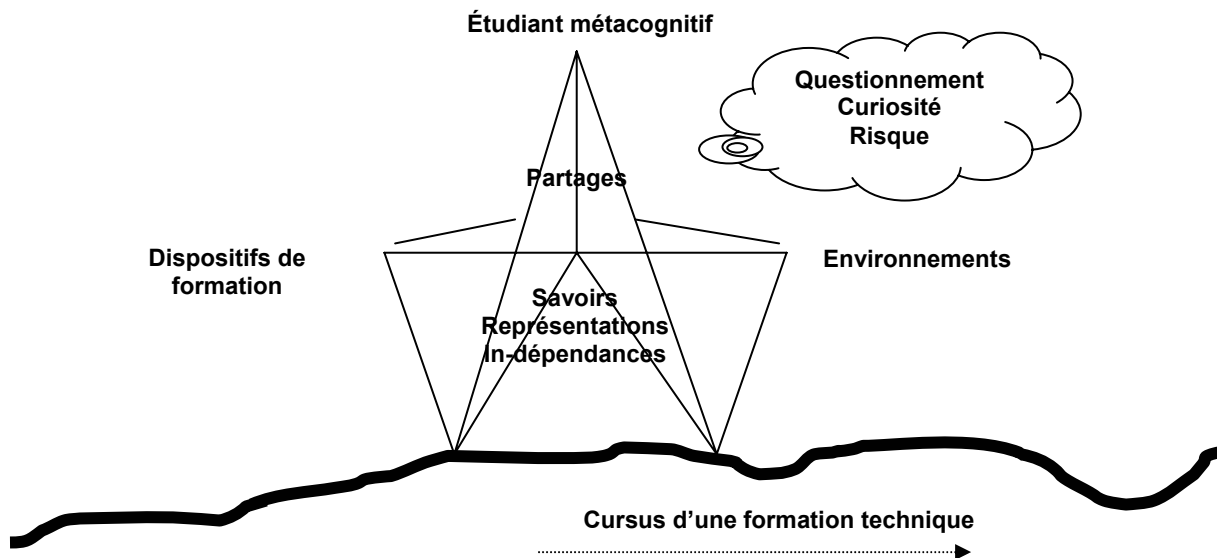 Étudiant métacognitif
Questionnement
Curiosité
Risque
Partages
Dispositifs de
formation
Environnements
Savoirs
Représentations
In-dépendances
Cursus d’une formation technique